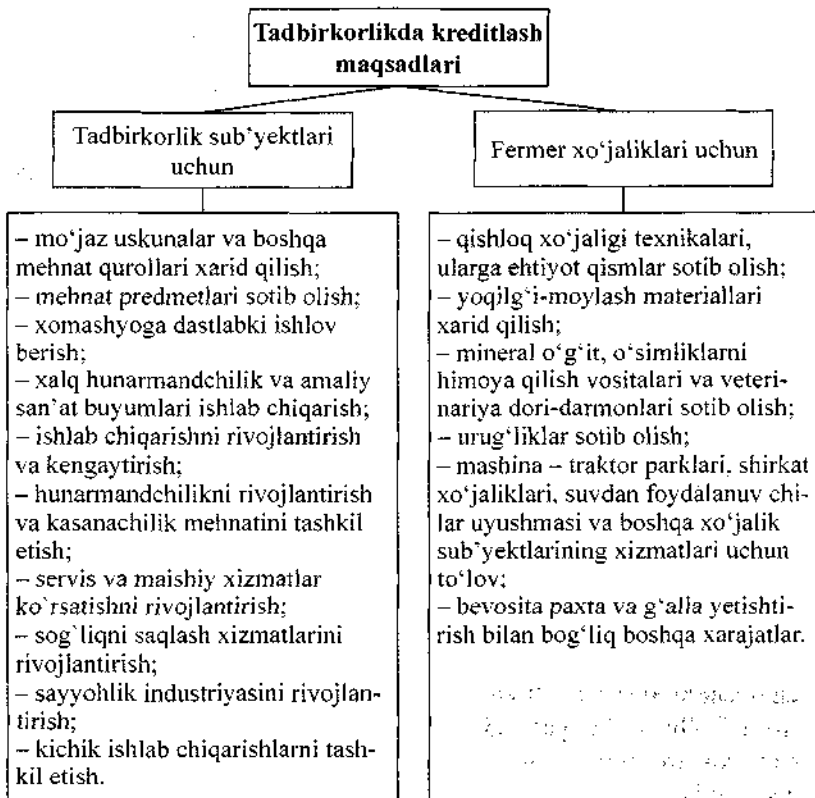 Tadbirkorlikda kreditlash
maqsadlari
Tadbirkorlik sub’yektlari
uchun
Fermer xo‘jaliklari uchun
– mo‘jaz uskunalar va boshqa
mehnat qurollari xarid qilish;
– mehnat predmetlari sotib olish;
– xomashyoga dastlabki ishlov
berish;
– xalq hunarmandchilik va amaliy
san’at buyumlari ishlab chiqarish;
– ishlab chiqarishni rivojlantirish
va kengaytirish;
– hunarmandchilikni rivojlantirish
va kasanachilik mehnatini tashkil
etish;
– servis va maishiy xizmatlar
ko‘rsatishni rivojlantirish;
– sog‘liqni saqlash xizmatlarini
rivojlantirish;
– sayyohlik industriyasini rivojlan-
tirish;
– kichik ishlab chiqarishlarni tash-
kil etish.
– qishloq xo‘jaligi texnikalari,
ularga ehtiyot qismlar sotib olish;
– yoqilg‘i-moylash materiallari
xarid qilish;
– mineral o‘g‘it, o‘simliklarni
himoya qilish vositalari va veteri-
nariya dori-darmonlari sotib olish;
– urug‘liklar sotib olish;
– mashina – traktor parklari, shirkat
xo‘jaliklari, suvdan foydalanuv chi-
lar uyushmasi va boshqa xo‘jalik
sub’yektlarining xizmatlari uchun
to‘lov;
– bevosita paxta va g‘alla yetishti-
rish bilan bog‘liq boshqa xarajatlar.